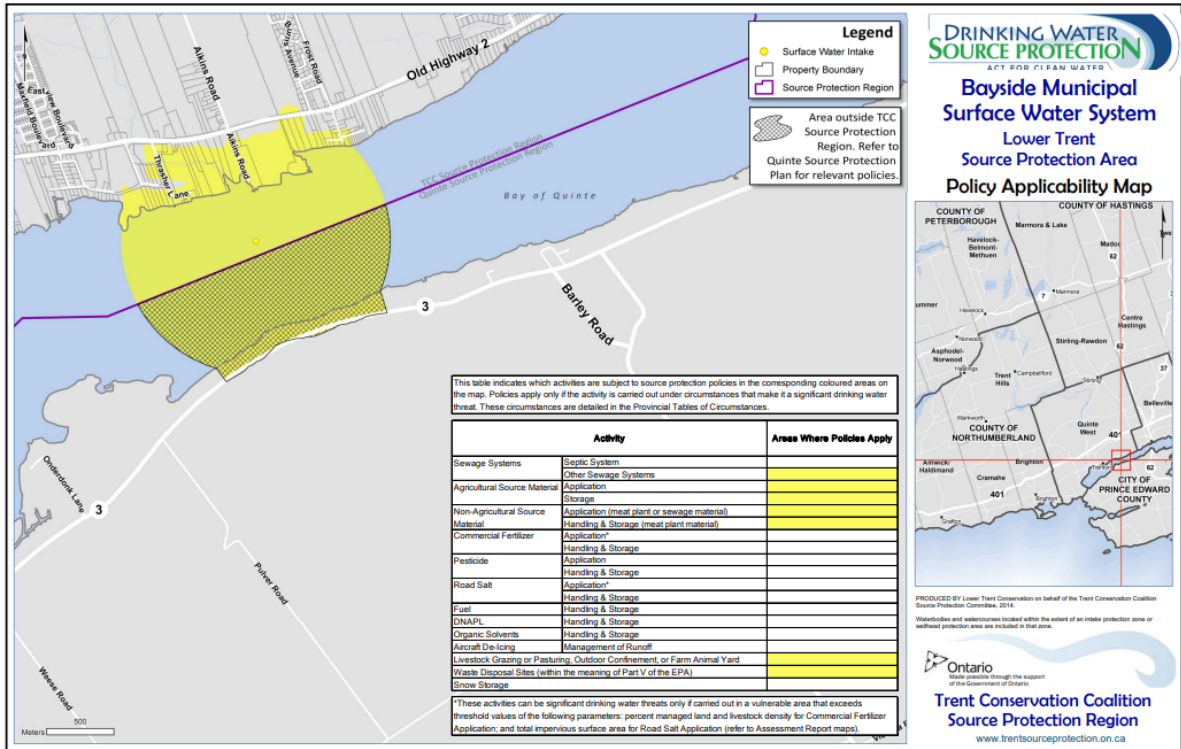 Legend
Surface Water Intake
Property Boundary
Source Protection Region
Area outside TCC
Source Protection
Region. Refer to
Quinte Source Protection
Plan for relevant policies.
Old Highway 2
Aikins Road
Frost Road
Aikins Road
Thrasher Lane
Eastview Boulevard
Maxfield Boulevard
TCC Source Protection Region
Quinte Source Protection Region
Bay of Quinte
3
Barley Road
Onderdonk Lane
3
Pulver Road
Weese Road
500
Meters
This table indicates which activities are subject to source protection policies in the corresponding coloured areas on
the map. Policies apply only if the activity is carried out under circumstances that make it a significant drinking water
threat. These circumstances are detailed in the Provincial Tables of Circumstances.
Activity Areas Where Policies Apply
Sewage Systems Septic System
Other Sewage Systems
Agricultural Source Material Application
Storage
Non-Agricultural Source Application (meat plant or sewage material)
Material Handling & Storage (meat plant material)
Commercial Fertilizer Application*
Handling & Storage
Pesticide Application
Handling & Storage
Road Salt Application*
Handling & Storage
Fuel Handling & Storage
DNAPL Handling & Storage
Organic Solvents Handling & Storage
Aircraft De-Icing Management of Runoff
Livestock Grazing or Pasturing, Outdoor Confinement, or Farm Animal Yard
Waste Disposal Sites (within the meaning of Part V of the EPA)
Snow Storage
*These activities can be significant drinking water threats only if carried out in a vulnerable area that exceeds
threshold values of the following parameters: percent managed land and livestock density for Commercial Fertilizer
Application; and total impervious surface area for Road Salt Application (refer to Assessment Report maps).
DRINKING WATER
SOURCE PROTECTION
ACT FOR CLEAN WATER
Bayside Municipal
Surface Water System
Lower Trent
Source Protection Area
Policy Applicability Map
COUNTY OF
PETERBOROUGH
COUNTY OF HASTINGS
Marmora & Lake
Havelock-
Belmont-
Methuen
Madoc
62
7
Marmora
Havelock
Centre
Hastings
62
Norwood
Asphodel-
Norwood
Hastings
Stirling-Rawdon
Trent
Hills
Campbellford
Stirling
37
Warkworth
Belleville
COUNTY OF
NORTHUMBERLAND
Quinte
West
401
Alnwick/
Haldimand
Brighton
Trenton
62
Cramahe
CITY OF
PRINCE EDWARD
COUNTY
401
Brighton
Grafton
PRODUCED BY Lower Trent Conservation on behalf of the Trent Conservation Coalition
Source Protection Committee, 2014.
Waterbodies and watercourses located within the extent of an intake protection zone or
wellhead protection area are included in that zone.
Ontario
Made possible through the support
of the Government of Ontario
Trent Conservation Coalition
Source Protection Region
www.trentsourceprotection.on.ca